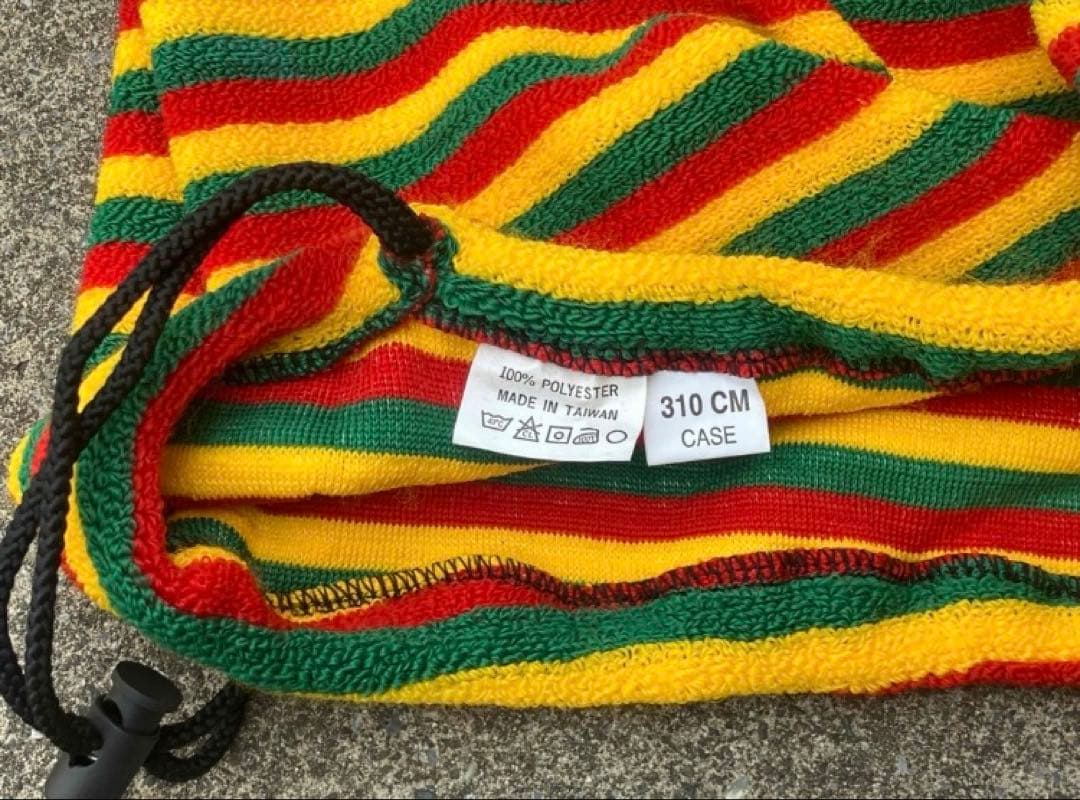 100% POLYESTER
MADE IN TAIWAN
310 CM
CASE